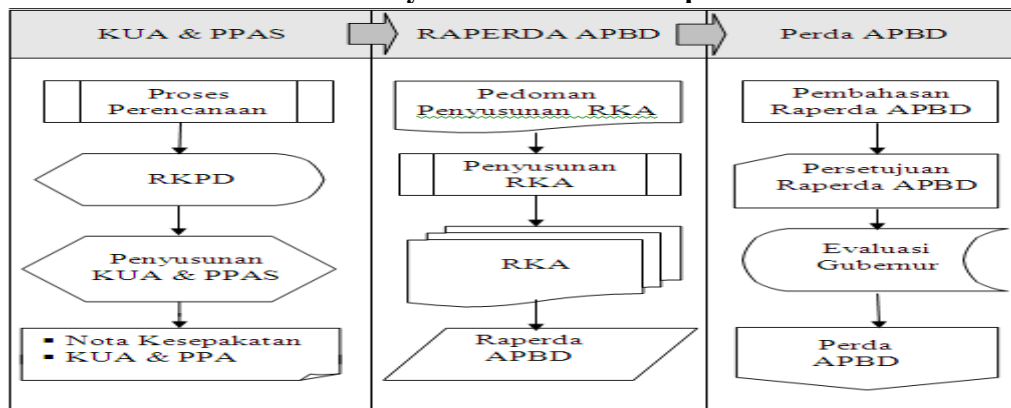 KUA & PPAS
RAPERDA APBD
Perda APBD
Proses
Perencanaan
RKPD
Penyusunan
KUA & PPAS
▪ Nota Kesepakatan
▪ KUA & PPA
Pedoman
Penyusunan RKA
Penyusunan
RKA
RKA
Raperda
APBD
Pembahasan
Raperda APBD
Persetujuan
Raperda APBD
Evaluasi
Gubernur
Perda
APBD